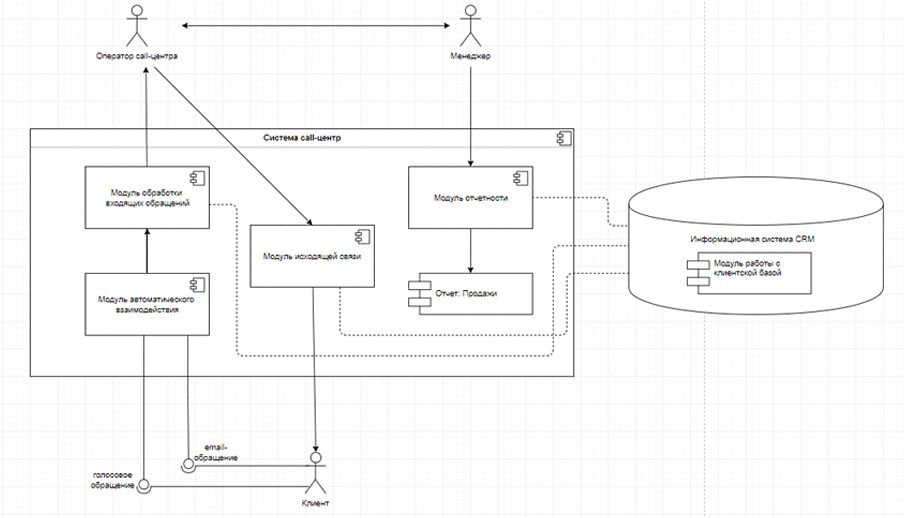 Оператор call-центра
Менеджер
Система call-центр
Модуль обработки
входящих обращений
Модуль отчетности
Модуль исходящей связи
Информационная система CRM
Модуль работы с
клиентской базой
Модуль автоматического
взаимодействия
Отчет: Продажи
email-
обращение
голосовое
обращение
Клиент